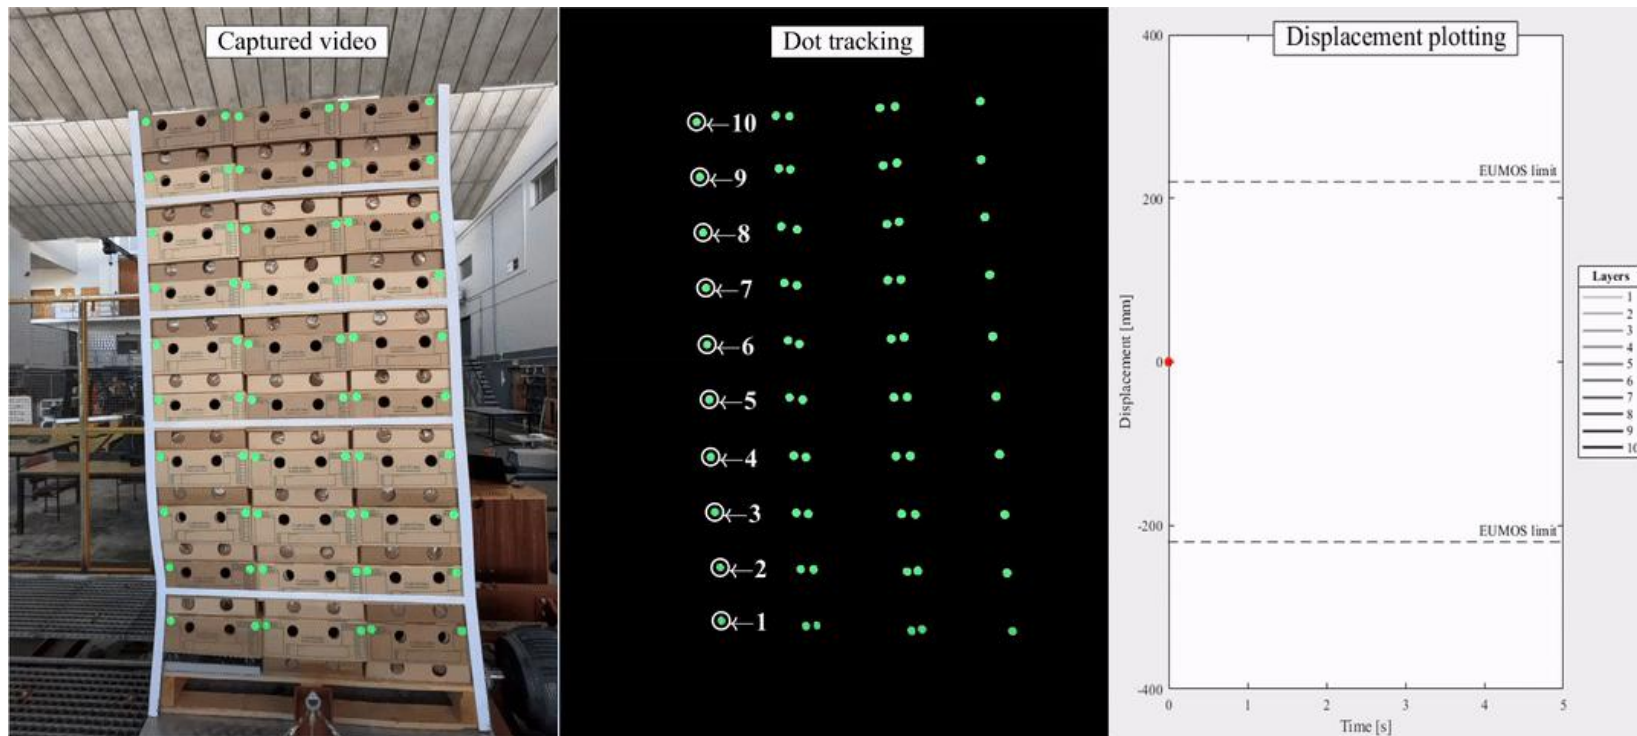 Captured video
Dot tracking
Displacement plotting
←10
←9
←8
←7
←6
←5
←4
←3
←2
←1
400
EUMOS limit
200
0
-200
EUMOS limit
-400
Displacement [mm]
0 1 2 3 4 5
Time [s]
Layers
1
2
3
4
5
6
7
8
9
10